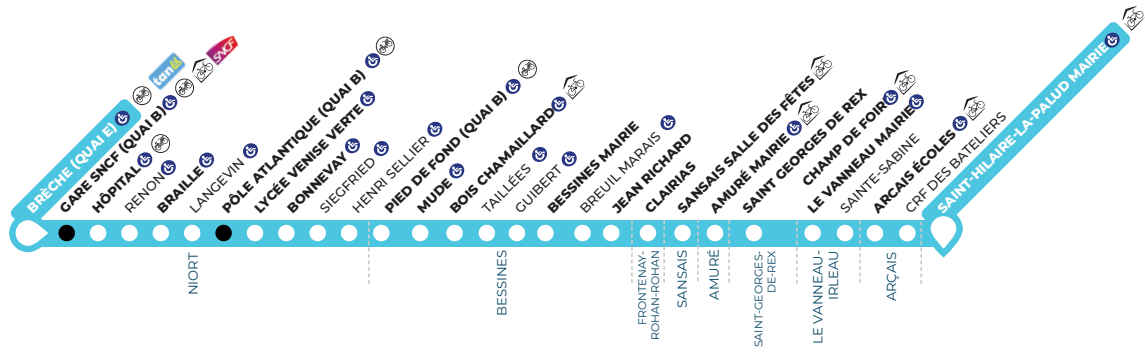 BRÈCHE (QUAI E)
tan
SNCF
GARE SNCF (QUAI B)
HÔPITAL
RENON
BRAILLE
LANGEVIN
PÔLE ATLANTIQUE (QUAI B)
LYCÉE VENISE VERTE
BONNEVAY
SIEGFRIED
HENRI SELLIER
PIED DE FOND (QUAI B)
MUDE
BOIS CHAMAILLARD
TAILLÉES
GUIBERT
BESSINES MAIRIE
BREUIL MARAIS
JEAN RICHARD
CLAIRIAS
SANSAIS SALLE DES FÊTES
AMURÉ MAIRIE
SAINT GEORGES DE REX
CHAMP DE FOIRE
LE VANNEAU MAIRIE
SAINTE-SABINE
ARÇAIS ÉCOLES
CRF DES BATELIERS
SAINT-HILAIRE-LA-PALUD MAIRIE
NIORT
BESSINES
FRONTENAY-
ROHAN-ROHAN
SANSAIS
AMURÉ
SAINT-GEORGES-
DE-REX
LE VANNEAU-
IRLEAU
ARÇAIS